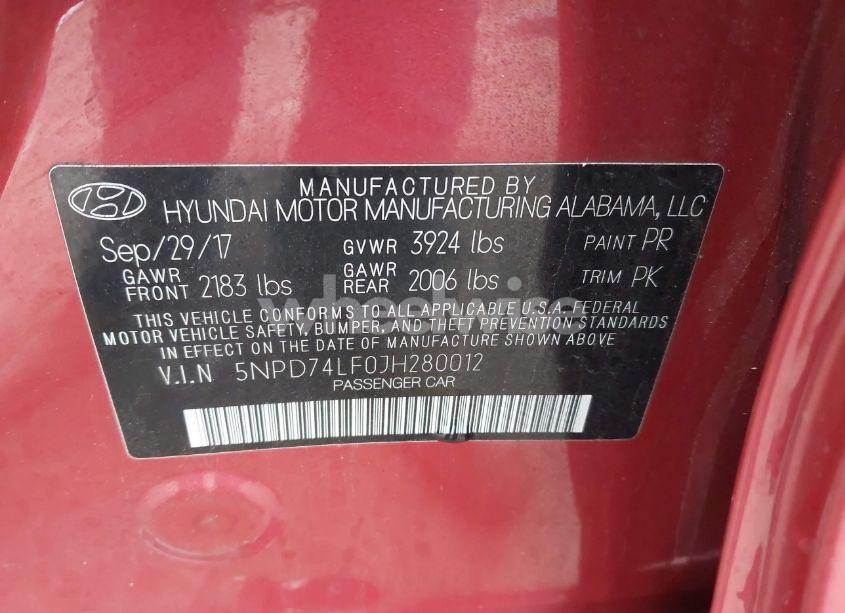 MANUFACTURED BY
HYUNDAI MOTOR MANUFACTURING ALABAMA, LLC
Sep/29/17 GVWR 3924 lbs PAINT PR
GAWR FRONT 2183 lbs GAWR REAR 2006 lbs TRIM PK
THIS VEHICLE CONFORMS TO ALL APPLICABLE U.S.A. FEDERAL
MOTOR VEHICLE SAFETY, BUMPER, AND THEFT PREVENTION STANDARDS
IN EFFECT ON THE DATE OF MANUFACTURE SHOWN ABOVE
V.I.N 5NPD74LF0JH280012
PASSENGER CAR